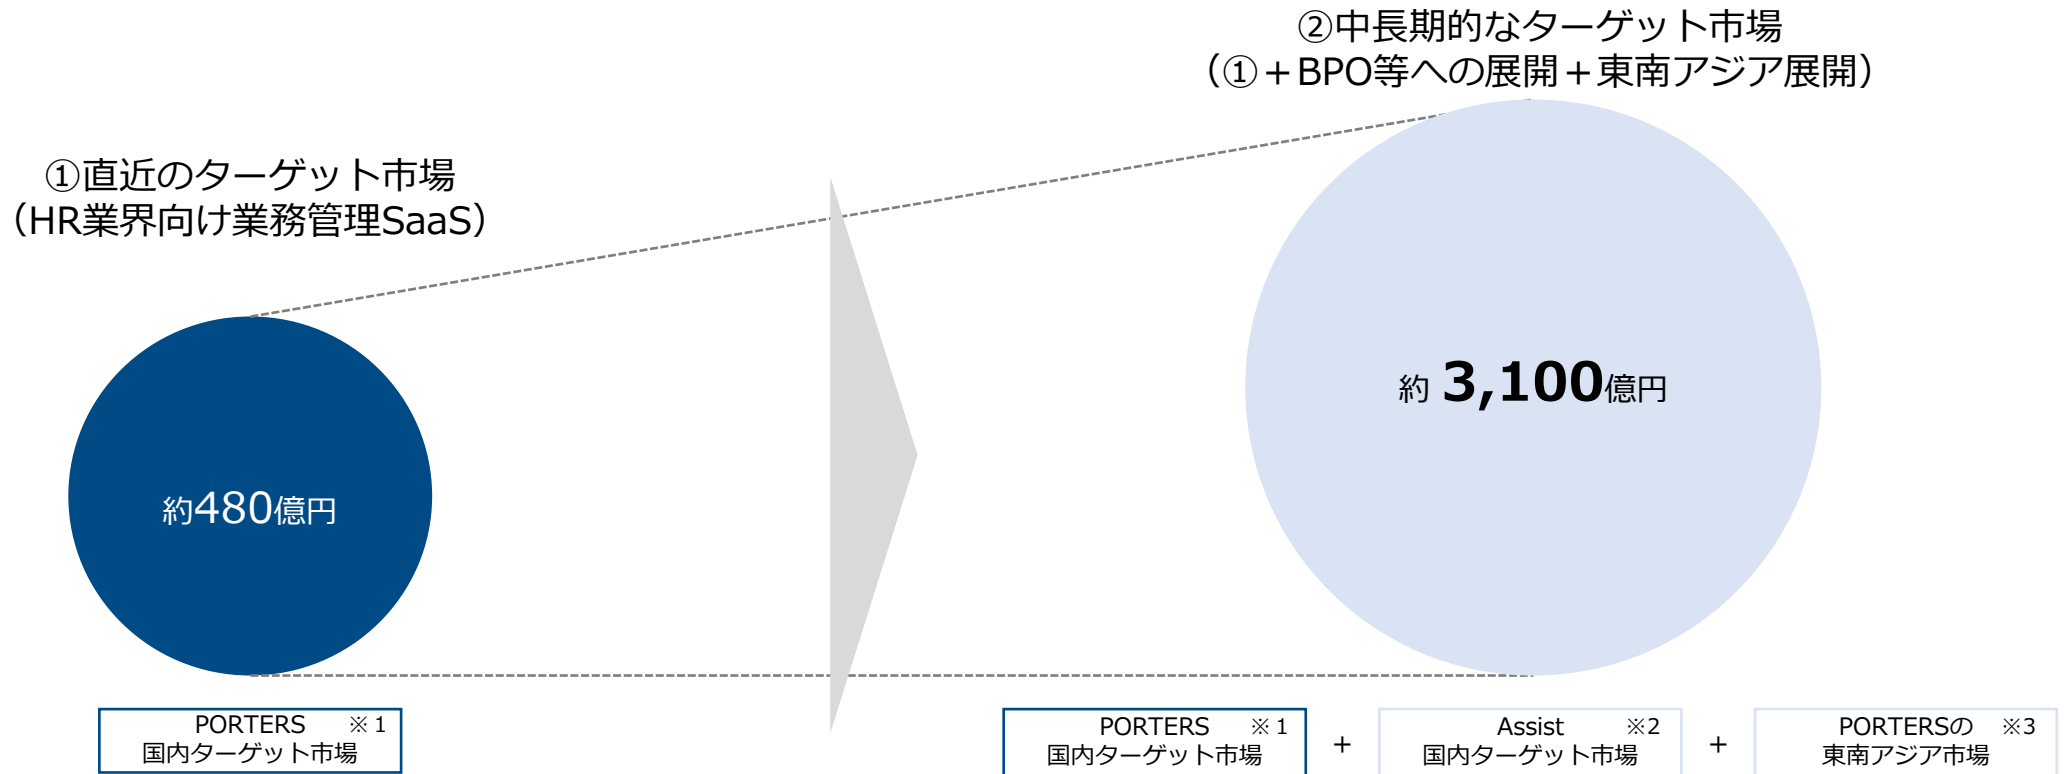 ①直近のターゲット市場
（HR業界向け業務管理SaaS）
約480億円
PORTERS ※１
国内ターゲット市場
②中長期的なターゲット市場
（①＋BPO等への展開＋東南アジア展開）
約 3,100億円
PORTERS ※１
国内ターゲット市場
+
Assist ※2
国内ターゲット市場
+
PORTERSの ※3
東南アジア市場